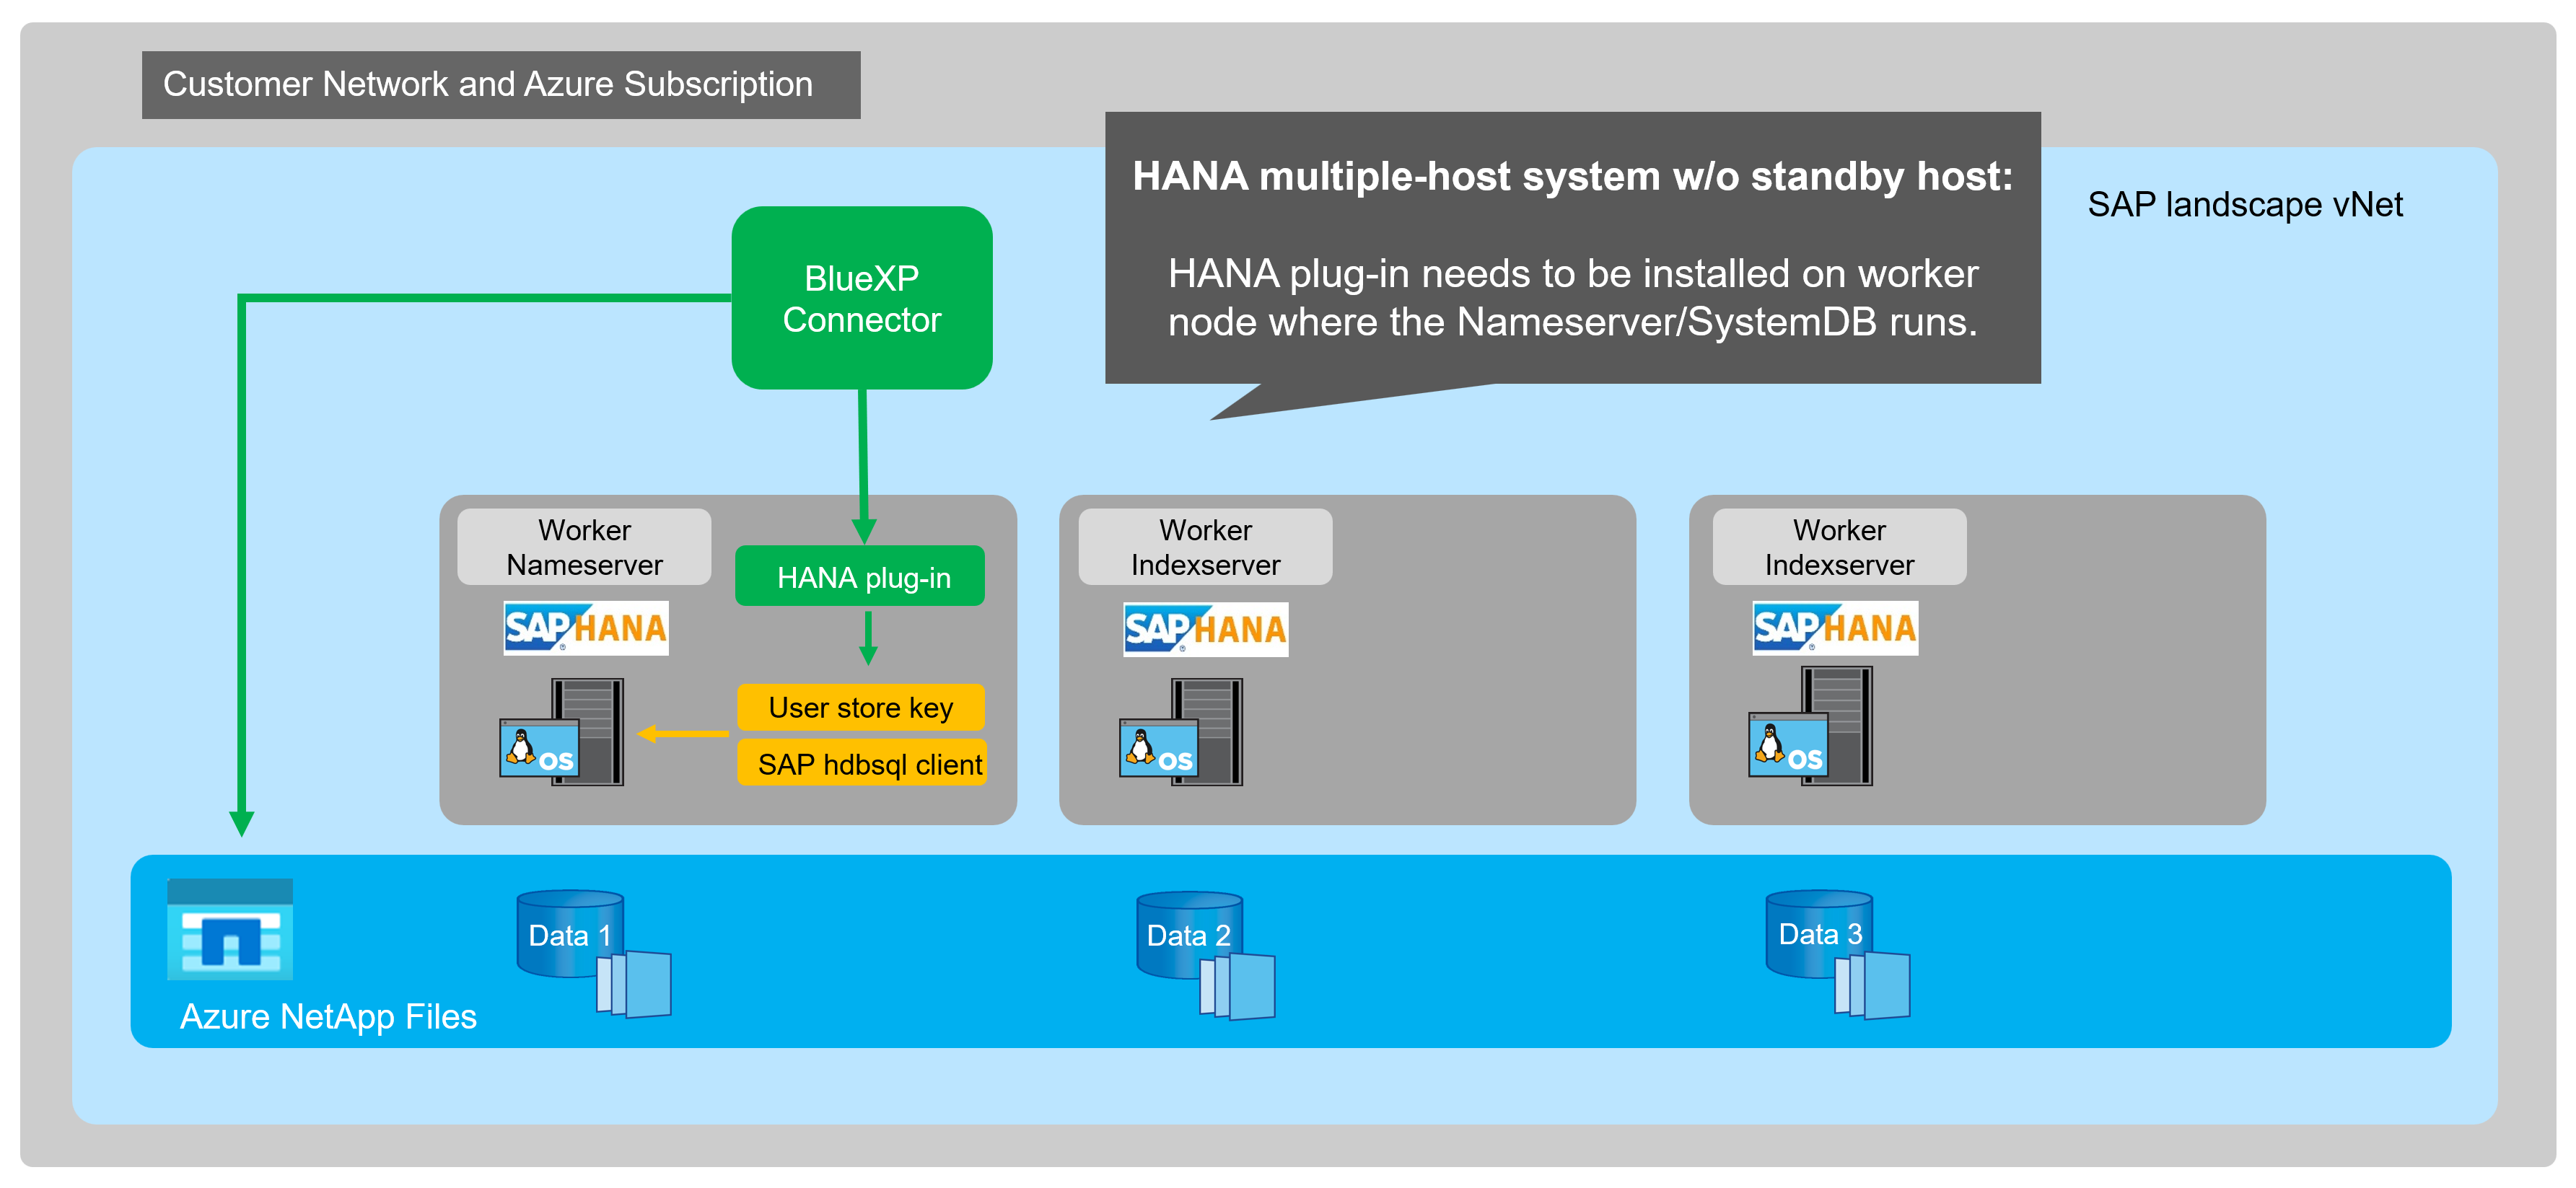 Customer Network and Azure Subscription
HANA multiple-host system w/o standby host:
HANA plug-in needs to be installed on worker
node where the Nameserver/SystemDB runs.
SAP landscape vNet
BlueXP
Connector
Worker
Nameserver
HANA plug-in
SAP HANA
®
User store key
SAP hdbsql client
OS
Worker
Indexserver
SAP HANA
®
OS
Worker
Indexserver
SAP HANA
®
OS
Azure NetApp Files
Data 1
Data 2
Data 3